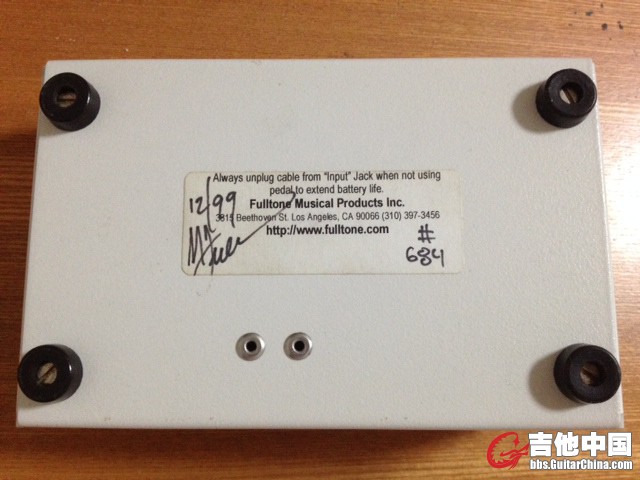 Always unplug cable from "Input" Jack when not using
pedal to extend battery life.
Fulltone Musical Products Inc.
3815 Beethoven St. Los Angeles, CA 90066 (310) 397-3456
http://www.fulltone.com
12/99
#
684
吉他中国
bbs.GuitarChina.com